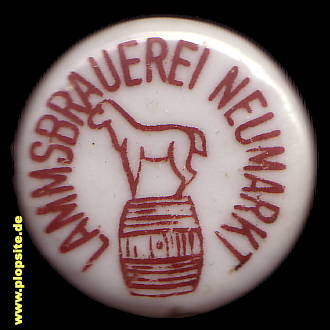 LAMMSBRAUEREI NEUMARKT
© www.plopsite.de